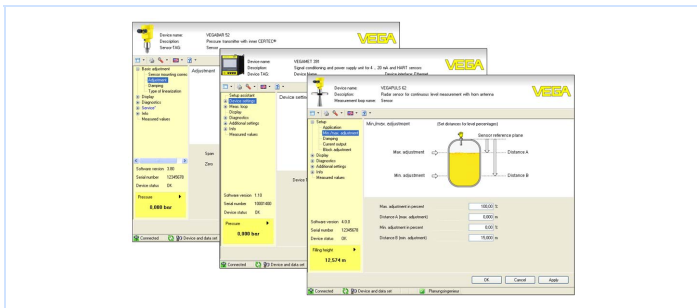 Device name: VEGABAR 52
Description: Pressure transmitter with inner CERTEC®
Sensor TAG: Sensor
VEGA
Basic adjustment
Sensor mounting correc
Adjustment
Damping
Type of linearization
Display
Diagnostics
Service
Info
Measured values
Adjustment
Span
Zero
Software version 3.80
Serial number 12345678
Device status OK
Pressure
0,000 bar
Connected
Device and data set
Device name: VEGAMET 391
Description: Signal conditioning and power supply unit for 4 ... 20 mA and HART sensors
Device TAG: Device Name
Device interface: Ethernet
VEGA
Setup assistant
Device settings
Meas. loop
Display
Diagnostics
Additional settings
Info
Measured values
Device settin
Device
Software version 1.10
Serial number
Device status OK
Pressure
0,000 bar
Connected
Device and data set
Device name: VEGAPULS 62
Description: Radar sensor for continuous level measurement with horn antenna
Measurement loop name: Sensor
VEGA
Setup
Application
Min./max. adjustment
Damping
Current output
Block adjustment
Display
Diagnostics
Additional settings
Info
Measured values
Min./max. adjustment (Set distances to level percentages)
Sensor reference plane
Max. adjustment
Distance A
Min. adjustment
Distance B
Max. adjustment in percent 100,00 %
Distance A (max. adjustment) 0,000 m
Min. adjustment in percent 0,00 %
Distance B (min. adjustment) 15,000 m
Software version 4.0.0
Serial number 12345678
Device status OK
Filling height
12,574 m
OK Cancel Apply
Connected
Device and data set
Planungsingenieur